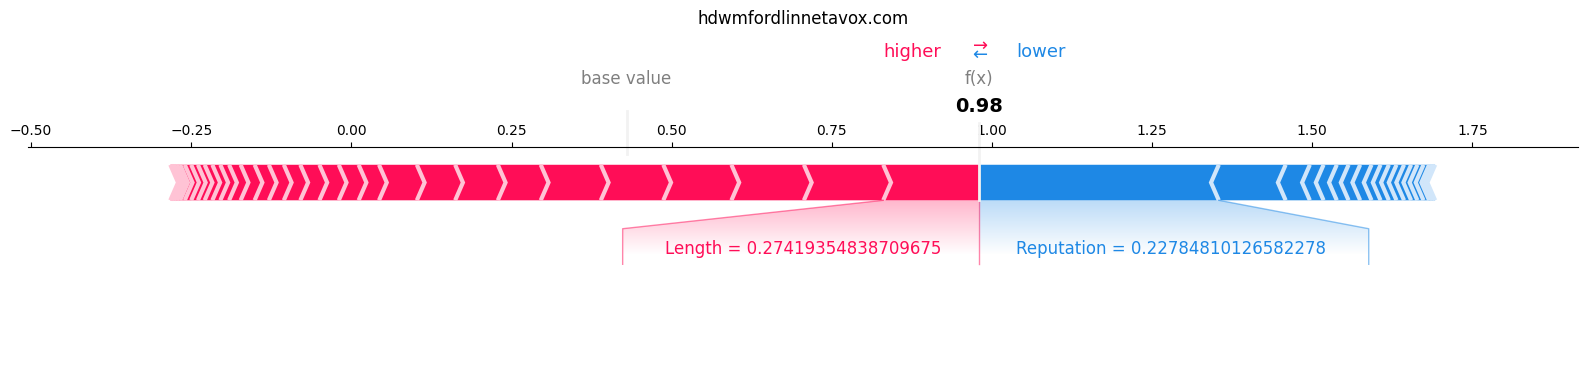 hdwmfordlinnetavox.com
higher ⇄ lower
base value f(x)
0.98
−0.50 −0.25 0.00 0.25 0.50 0.75 1.00 1.25 1.50 1.75
Length = 0.27419354838709675 Reputation = 0.22784810126582278